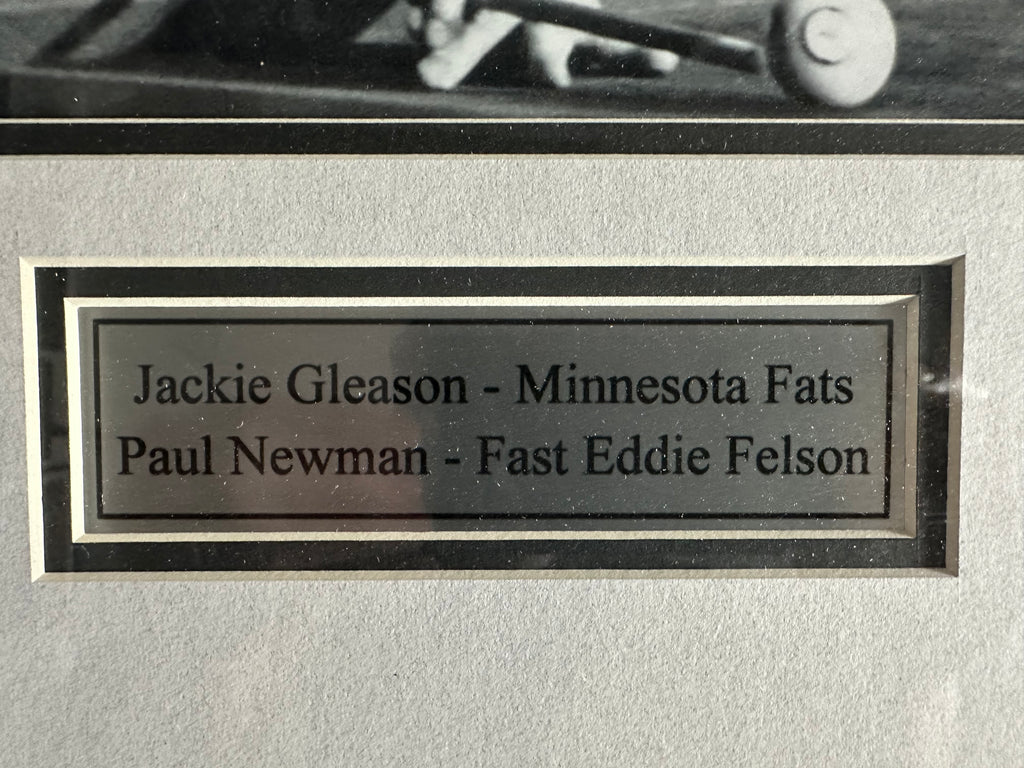 Jackie Gleason - Minnesota Fats
Paul Newman - Fast Eddie Felson